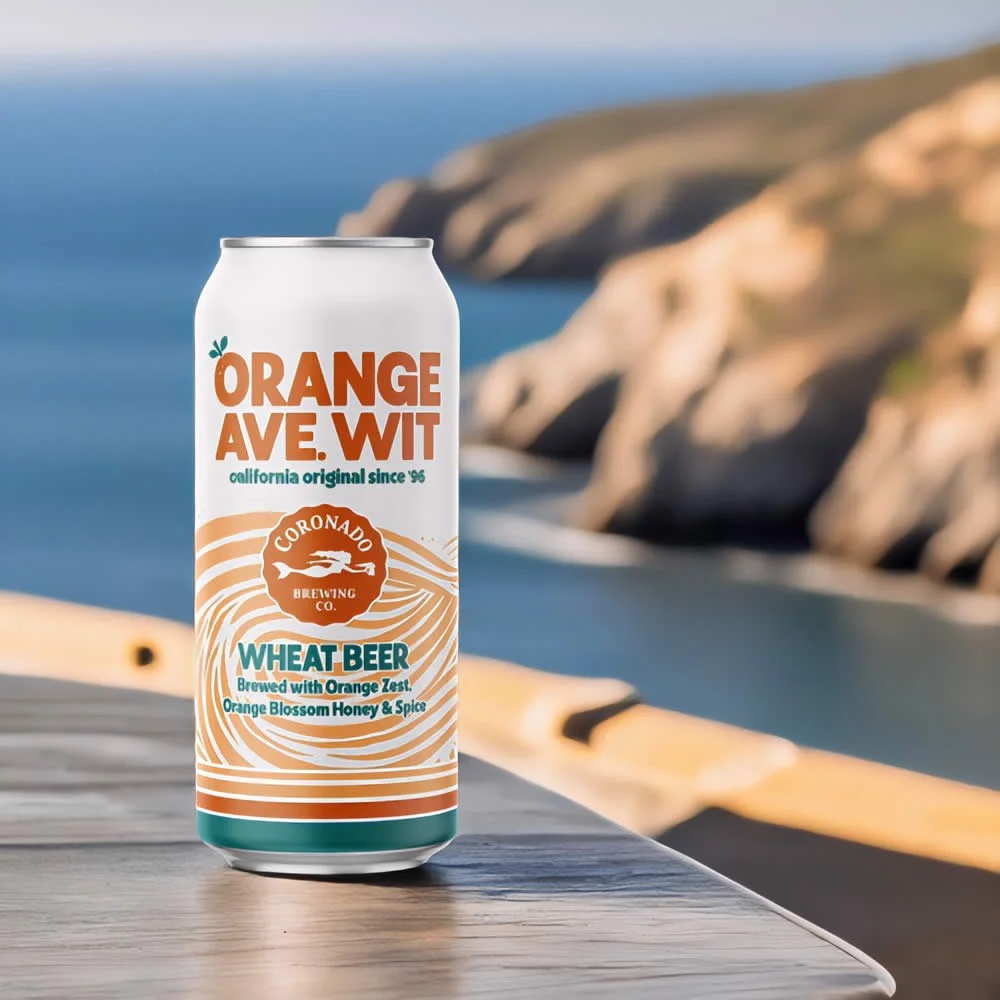 ORANGE
AVE. WIT
california original since '96
CORONADO
BREWING
CO.
WHEAT BEER
Brewed with Orange Zest,
Orange Blossom Honey & Spice